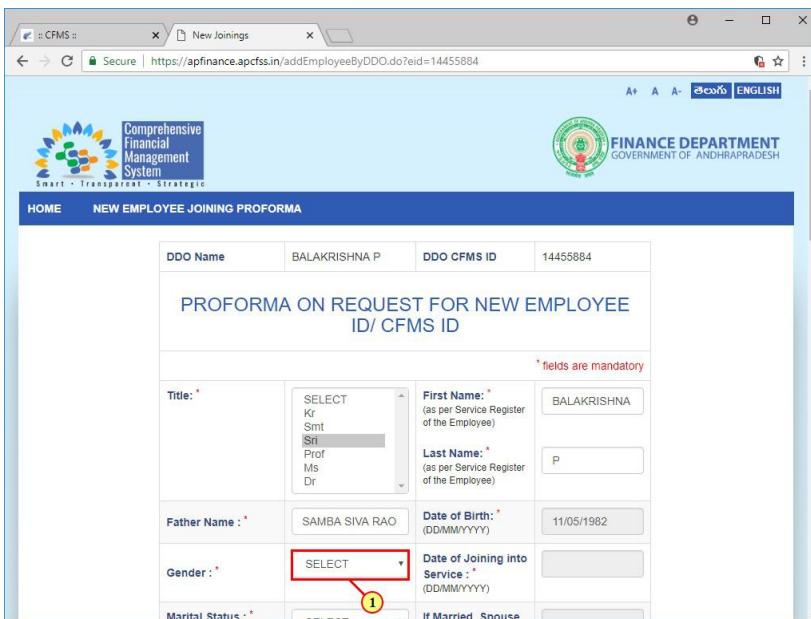 :: CFMS ::
New Joinings
Secure | https://apfinance.apcfss.in/addEmployeeByDDO.do?eid=14455884
A+ A A- తెలుగు ENGLISH
Comprehensive
Financial
Management
System
Smart • Transparent • Strategic
FINANCE DEPARTMENT
GOVERNMENT OF ANDHRAPRADESH
HOME NEW EMPLOYEE JOINING PROFORMA
DDO Name BALAKRISHNA P DDO CFMS ID 14455884
PROFORMA ON REQUEST FOR NEW EMPLOYEE
ID/ CFMS ID
* fields are mandatory
Title: *
SELECT
Kr
Smt
Sri
Prof
Ms
Dr
First Name: *
(as per Service Register
of the Employee)
BALAKRISHNA
Last Name: *
(as per Service Register
of the Employee)
P
Father Name : * SAMBA SIVA RAO
Date of Birth: *
(DD/MM/YYYY)
11/05/1982
Gender : * SELECT
1
Date of Joining into
Service : *
(DD/MM/YYYY)
Marital Status : * SELECT
If Married, Spouse